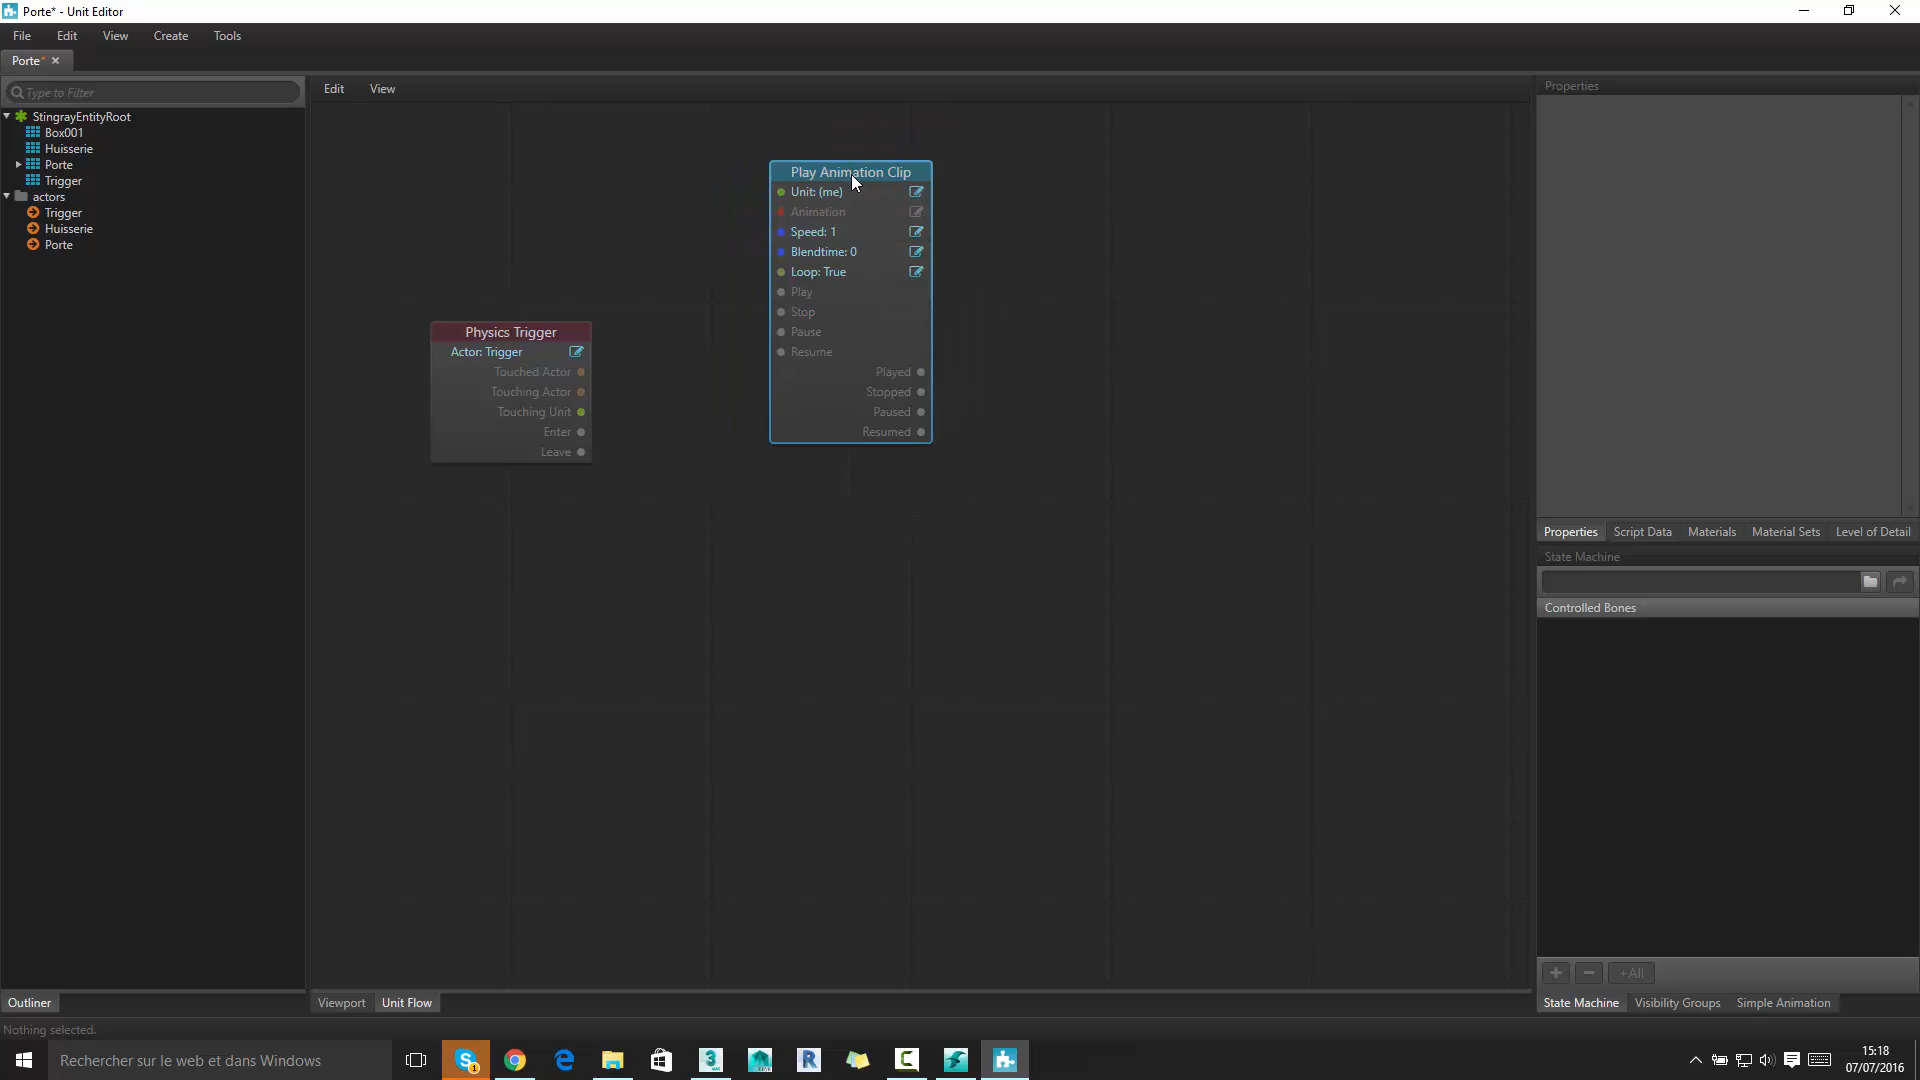 Porte* - Unit Editor
File Edit View Create Tools
Porte*
Type to Filter
StingrayEntityRoot
Box001
Huisserie
Porte
Trigger
actors
Trigger
Huisserie
Porte
Outliner
Nothing selected.
Edit View
Physics Trigger
Actor: Trigger
Touched Actor
Touching Actor
Touching Unit
Enter
Leave
Play Animation Clip
Unit: (me)
Animation
Speed: 1
Blendtime: 0
Loop: True
Play
Stop
Pause
Resume
Played
Stopped
Paused
Resumed
Viewport Unit Flow
Properties
Properties Script Data Materials Material Sets Level of Detail
State Machine
Controlled Bones
+All
State Machine Visibility Groups Simple Animation
Rechercher sur le web et dans Windows
15:18
07/07/2016